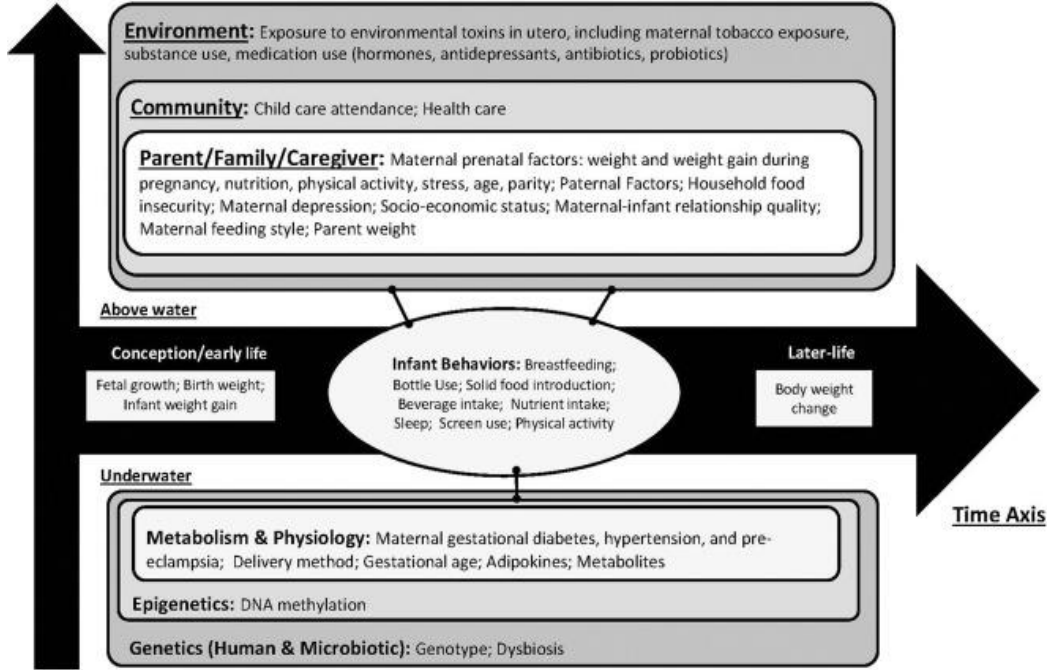 Environment: Exposure to environmental toxins in utero, including maternal tobacco exposure,
substance use, medication use (hormones, antidepressants, antibiotics, probiotics)
Community: Child care attendance; Health care
Parent/Family/Caregiver: Maternal prenatal factors: weight and weight gain during
pregnancy, nutrition, physical activity, stress, age, parity; Paternal Factors; Household food
insecurity; Maternal depression; Socio-economic status; Maternal-infant relationship quality;
Maternal feeding style; Parent weight
Above water
Conception/early life
Fetal growth; Birth weight;
Infant weight gain
Infant Behaviors: Breastfeeding;
Bottle Use; Solid food introduction;
Beverage intake; Nutrient intake;
Sleep; Screen use; Physical activity
Later-life
Body weight
change
Underwater
Time Axis
Metabolism & Physiology: Maternal gestational diabetes, hypertension, and pre-
eclampsia; Delivery method; Gestational age; Adipokines; Metabolites
Epigenetics: DNA methylation
Genetics (Human & Microbiotic): Genotype; Dysbiosis